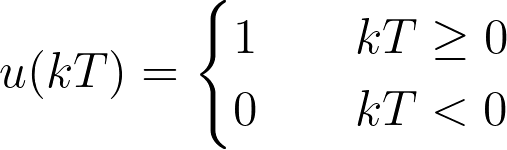 u(kT) = { 1 kT ≥ 0
0 kT < 0